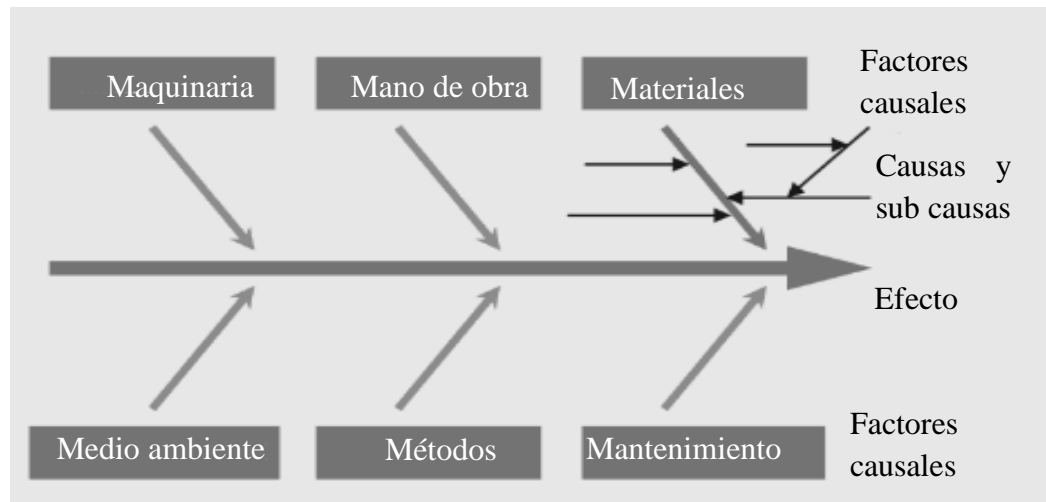 Maquinaria
Mano de obra
Materiales
Factores
causales
Causas y
sub causas
Efecto
Medio ambiente
Métodos
Mantenimiento
Factores
causales